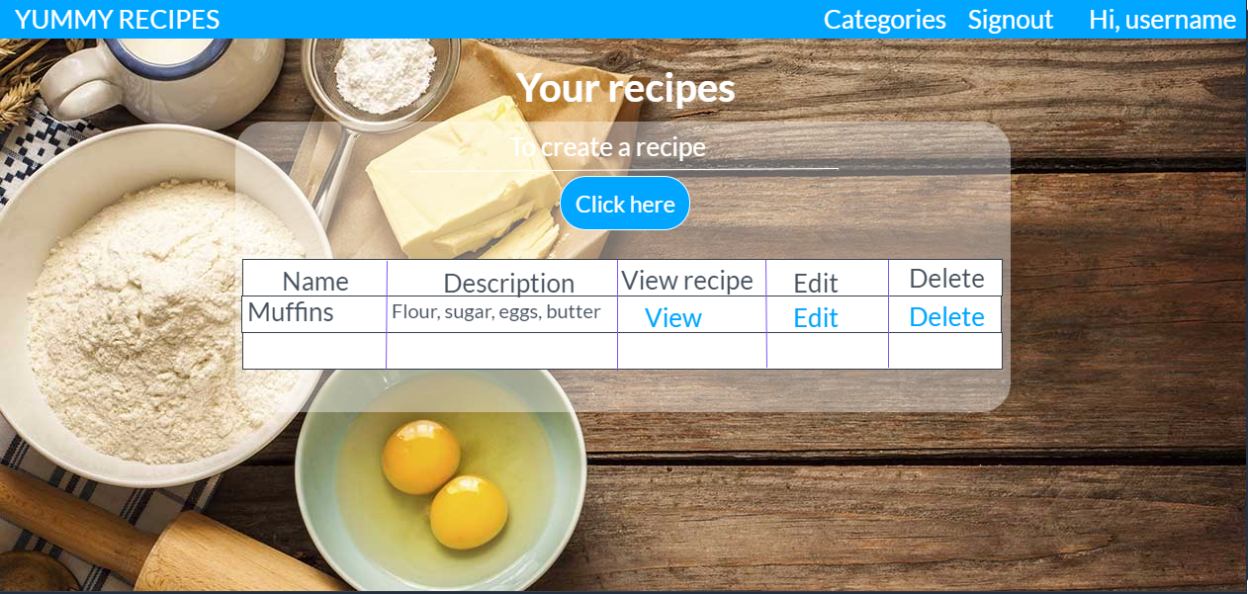 YUMMY RECIPES Categories Signout Hi, username
Your recipes
To create a recipe
Click here
Name Description View recipe Edit Delete
Muffins Flour, sugar, eggs, butter View Edit Delete